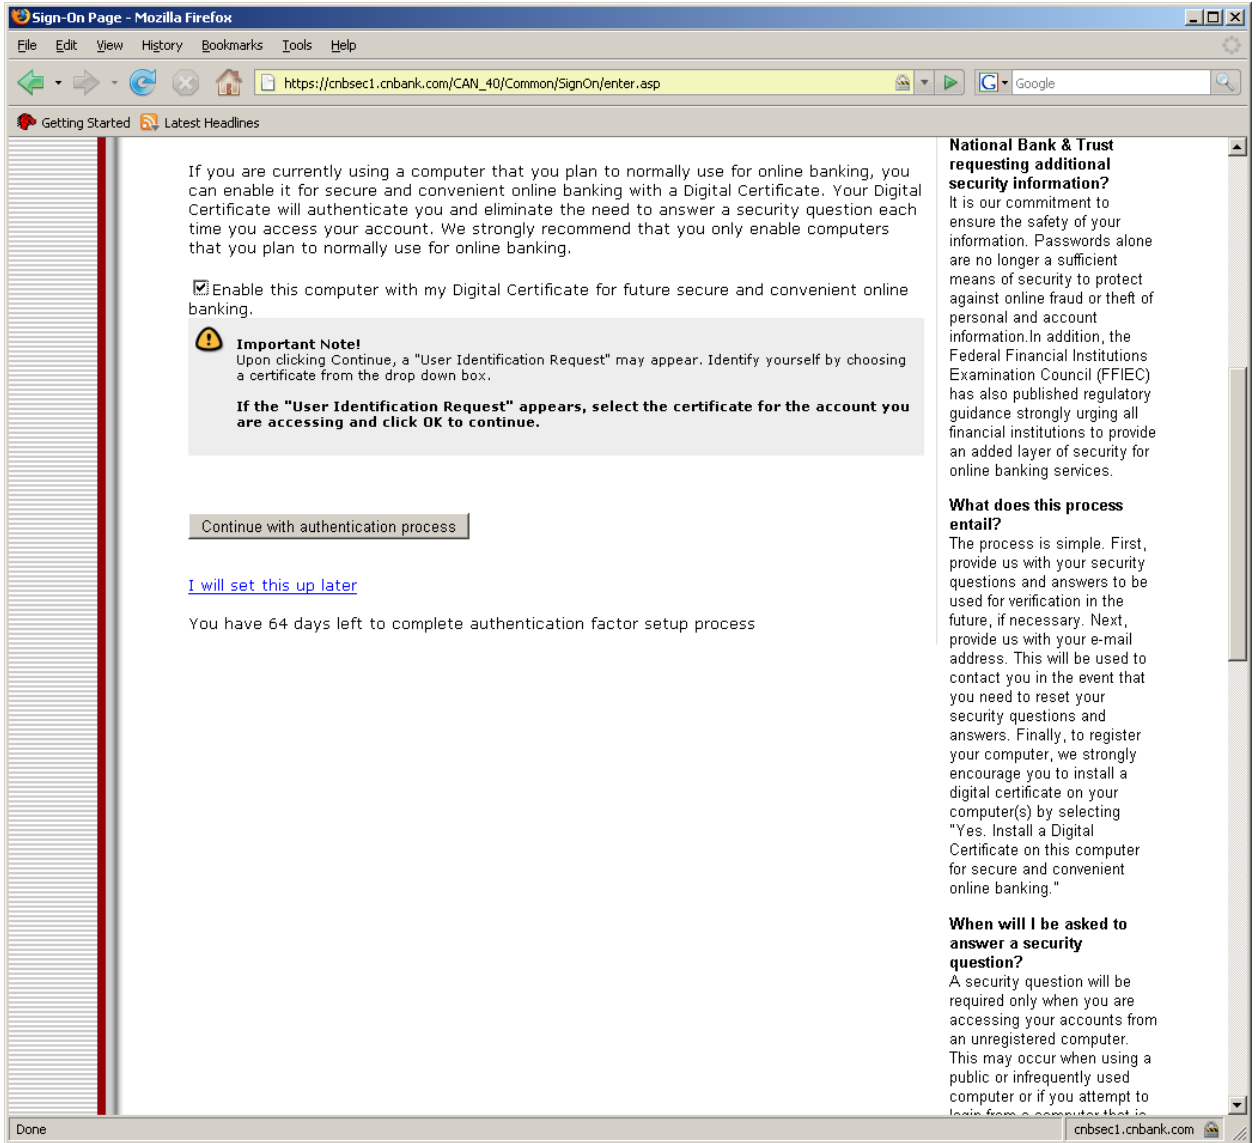 Sign-On Page - Mozilla Firefox
File Edit View History Bookmarks Tools Help
https://cnbsec1.cnbank.com/CAN_40/Common/SignOn/enter.asp
G Google
Getting Started Latest Headlines
If you are currently using a computer that you plan to normally use for online banking, you
can enable it for secure and convenient online banking with a Digital Certificate. Your Digital
Certificate will authenticate you and eliminate the need to answer a security question each
time you access your account. We strongly recommend that you only enable computers
that you plan to normally use for online banking.
Enable this computer with my Digital Certificate for future secure and convenient online
banking.
Important Note!
Upon clicking Continue, a "User Identification Request" may appear. Identify yourself by choosing
a certificate from the drop down box.
If the "User Identification Request" appears, select the certificate for the account you
are accessing and click OK to continue.
Continue with authentication process
I will set this up later
You have 64 days left to complete authentication factor setup process
National Bank & Trust
requesting additional
security information?
It is our commitment to
ensure the safety of your
information. Passwords alone
are no longer a sufficient
means of security to protect
against online fraud or theft of
personal and account
information.In addition, the
Federal Financial Institutions
Examination Council (FFIEC)
has also published regulatory
guidance strongly urging all
financial institutions to provide
an added layer of security for
online banking services.
What does this process
entail?
The process is simple. First,
provide us with your security
questions and answers to be
used for verification in the
future, if necessary. Next,
provide us with your e-mail
address. This will be used to
contact you in the event that
you need to reset your
security questions and
answers. Finally, to register
your computer, we strongly
encourage you to install a
digital certificate on your
computer(s) by selecting
"Yes. Install a Digital
Certificate on this computer
for secure and convenient
online banking."
When will I be asked to
answer a security
question?
A security question will be
required only when you are
accessing your accounts from
an unregistered computer.
This may occur when using a
public or infrequently used
computer or if you attempt to
login from a computer that is
Done
cnbsec1.cnbank.com